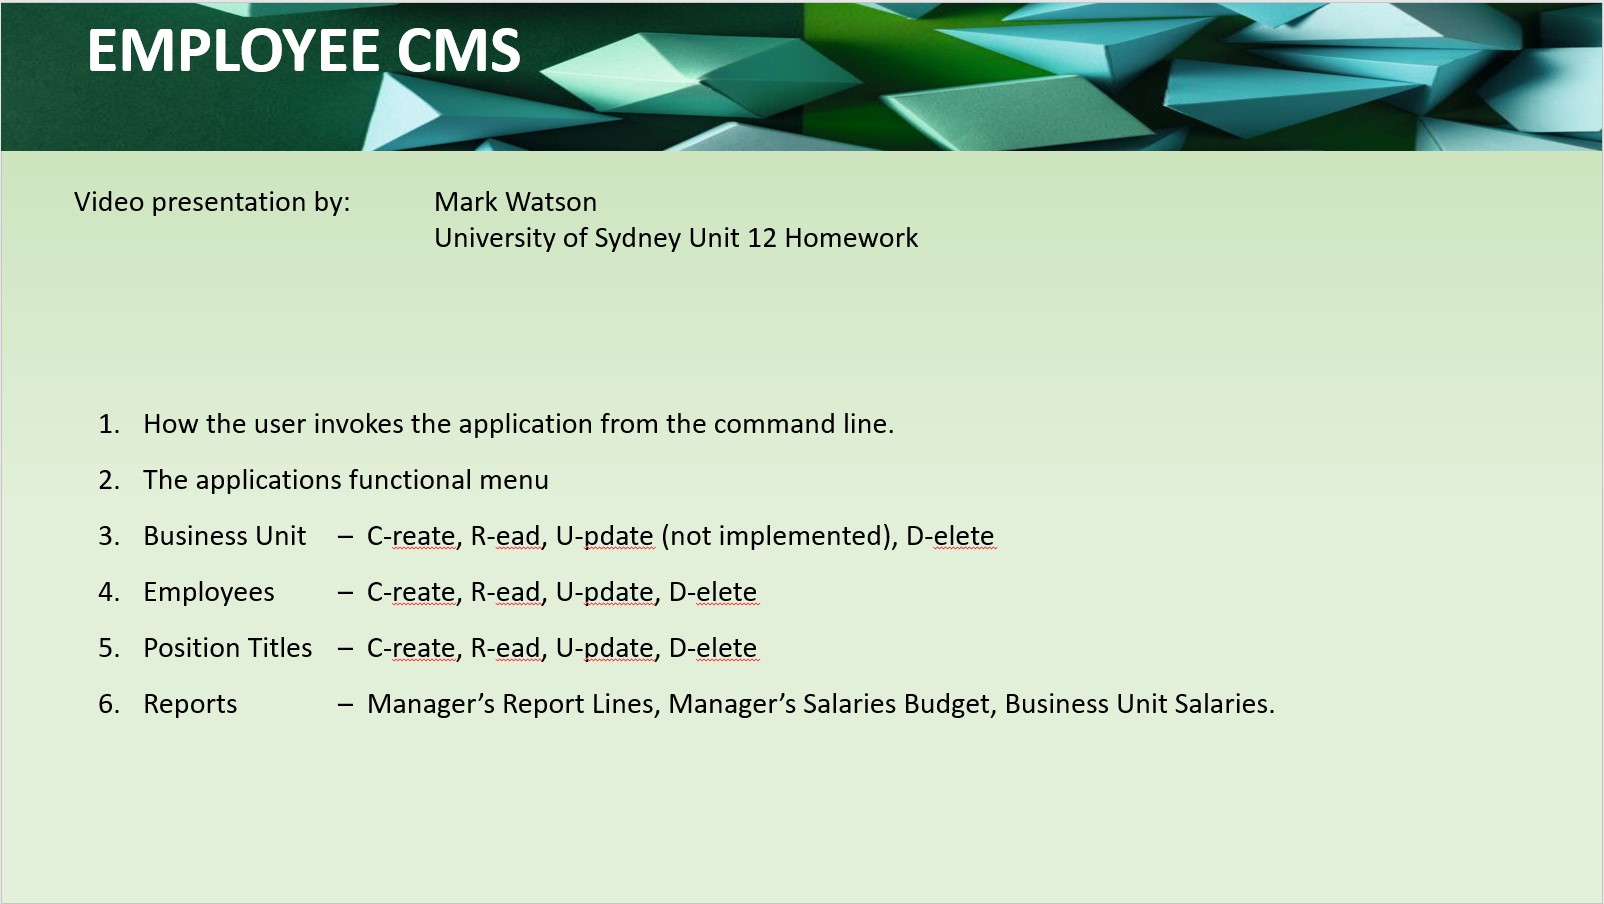 EMPLOYEE CMS
Video presentation by: Mark Watson
University of Sydney Unit 12 Homework
1. How the user invokes the application from the command line.
2. The applications functional menu
3. Business Unit – C-reate, R-ead, U-pdate (not implemented), D-elete
4. Employees – C-reate, R-ead, U-pdate, D-elete
5. Position Titles – C-reate, R-ead, U-pdate, D-elete
6. Reports – Manager’s Report Lines, Manager’s Salaries Budget, Business Unit Salaries.